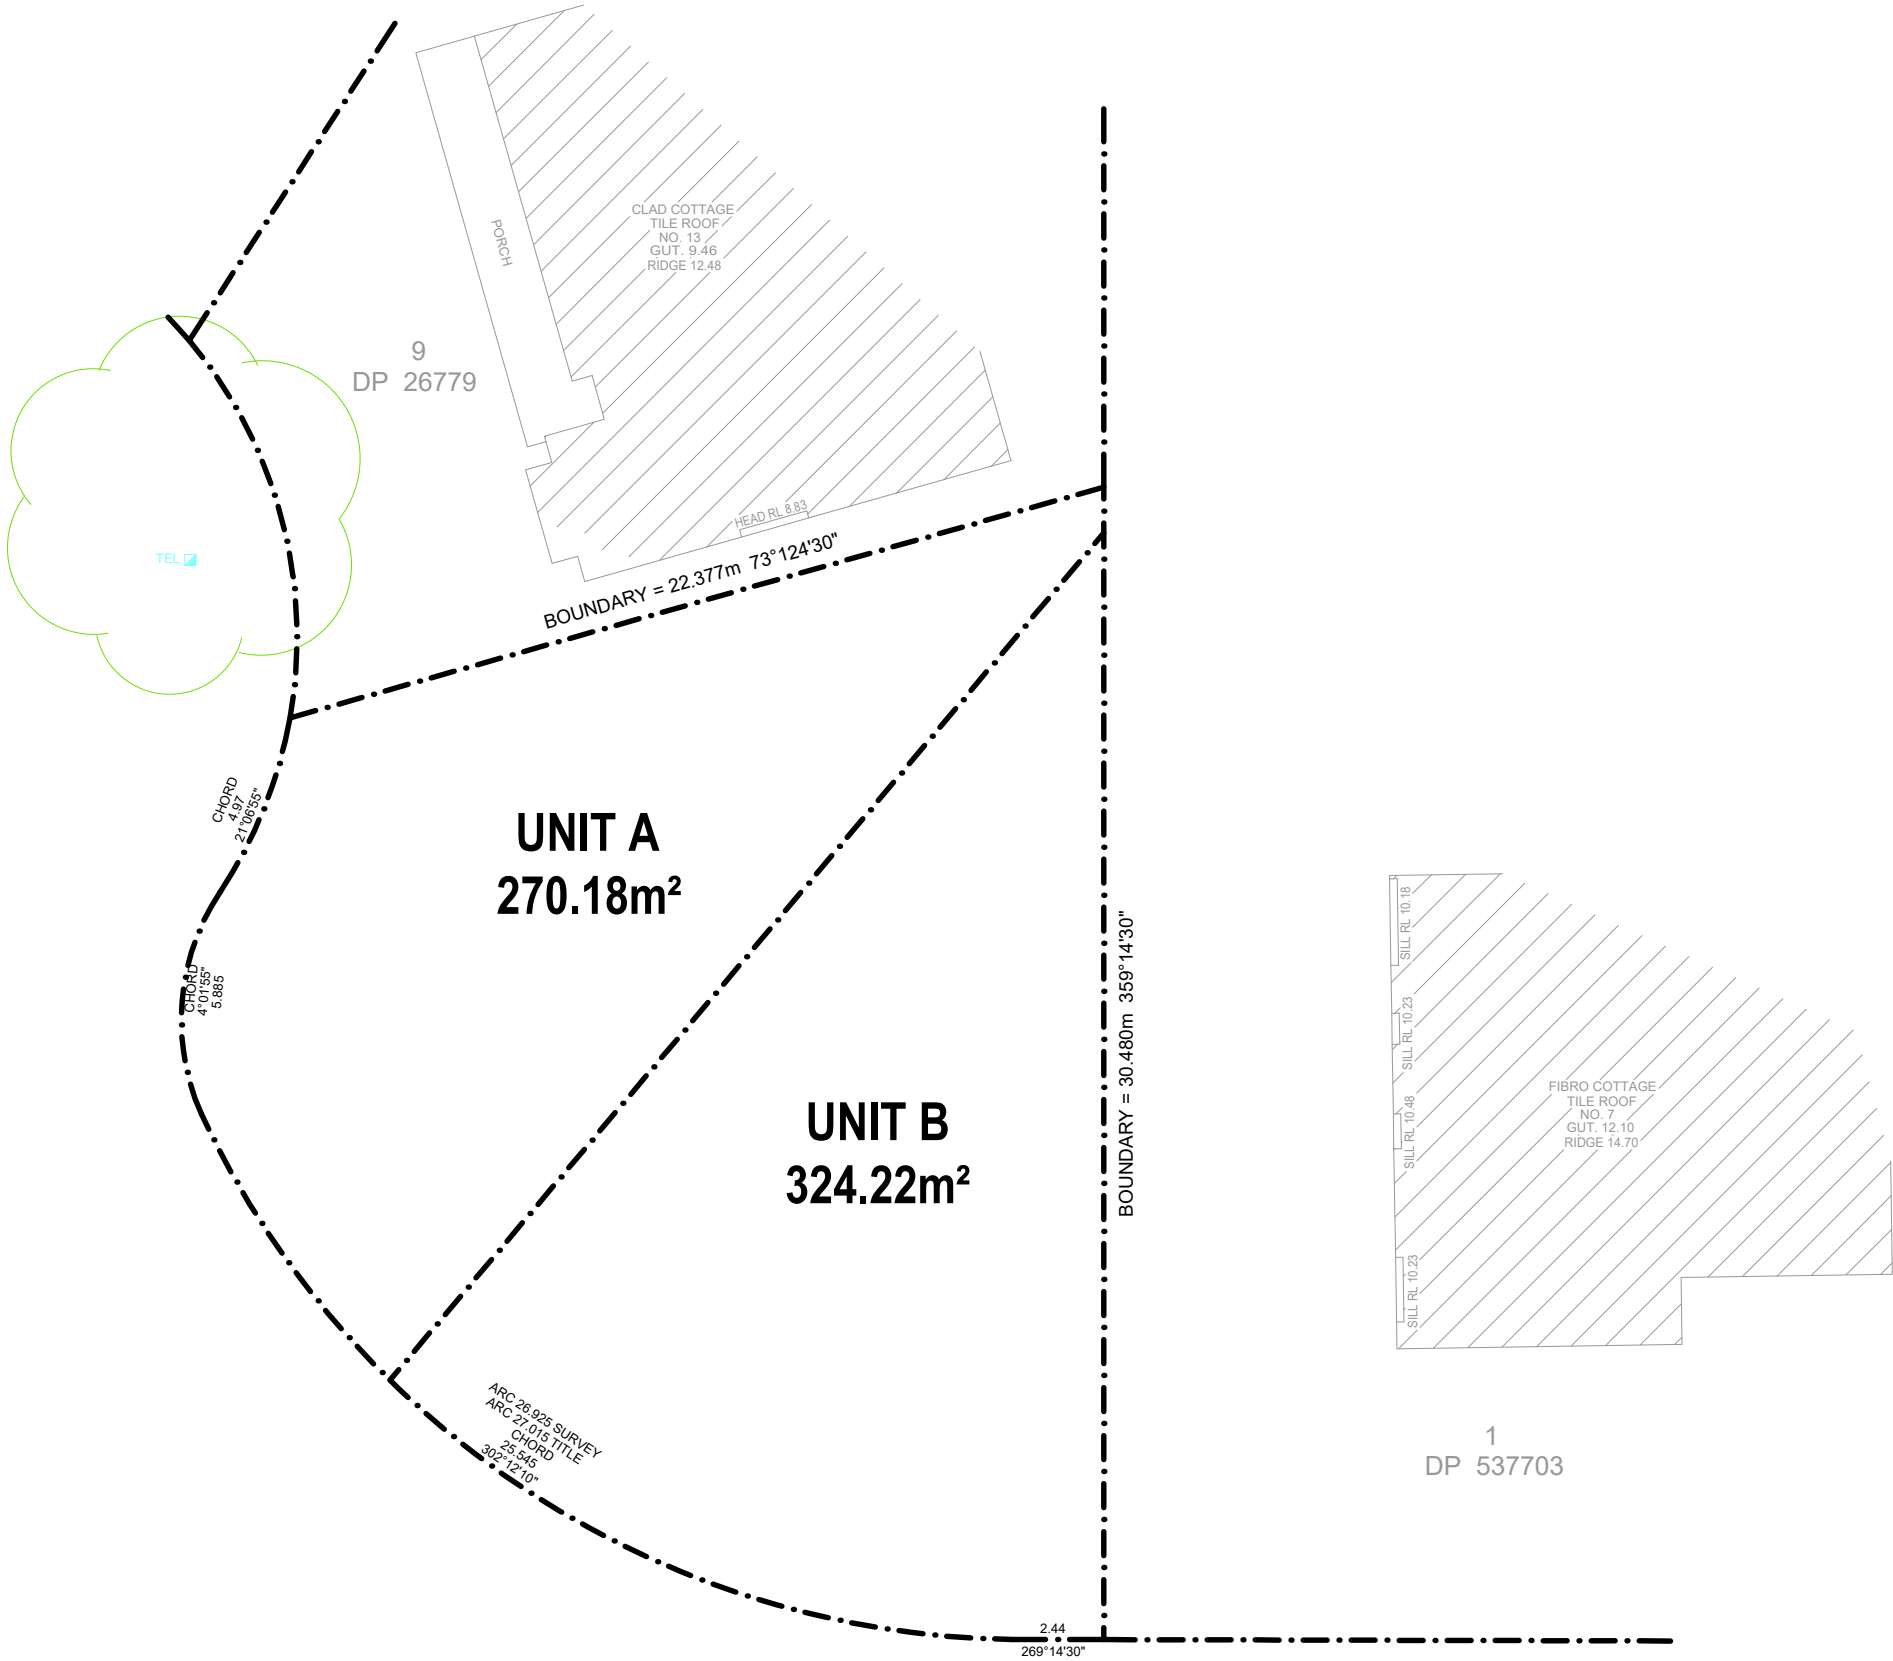 CLAD COTTAGE
TILE ROOF
NO. 13
GUT. 9.46
RIDGE 12.48
PORCH
9
DP 26779
HEAD RL 8.83
TEL
BOUNDARY = 22.377m 73°124'30"
CHORD
4.97
21°06'55"
UNIT A
270.18m²
CHORD
4°01'55"
5.885
BOUNDARY = 30.480m 359°14'30"
UNIT B
324.22m²
SILL RL 10.18
SILL RL 10.23
SILL RL 10.48
SILL RL 10.23
FIBRO COTTAGE
TILE ROOF
NO. 7
GUT. 12.10
RIDGE 14.70
ARC 26.925 SURVEY
ARC 27.015 TITLE
CHORD
25.545
302°12'10"
1
DP 537703
2.44
269°14'30"